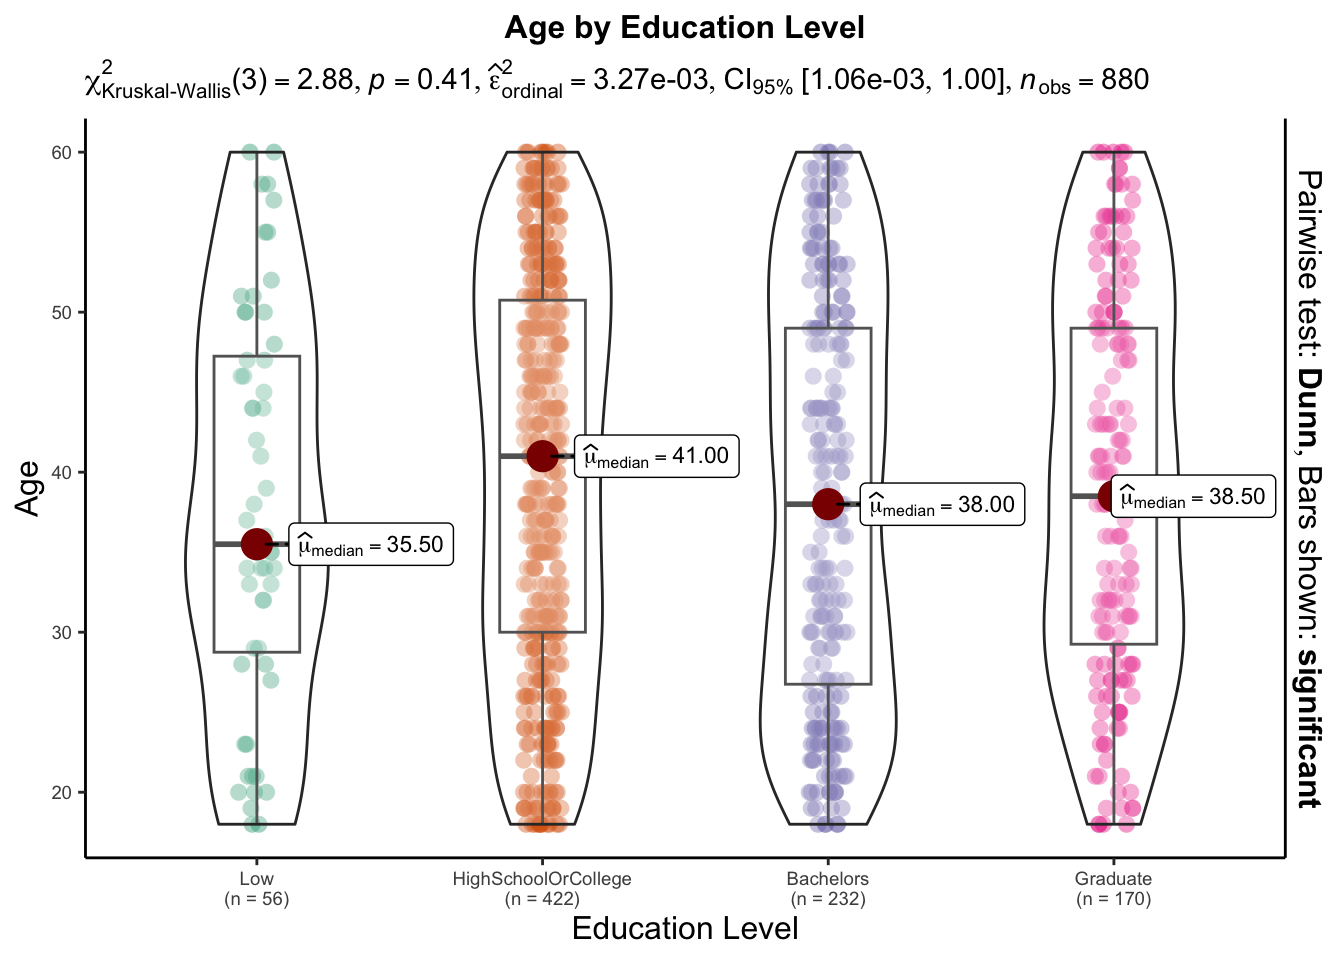 Age by Education Level
χ²Kruskal-Wallis(3) = 2.88, p = 0.41, ε̂²ordinal = 3.27e-03, CI95% [1.06e-03, 1.00], nobs = 880
60
50
40
30
20
Age
μ̂median = 35.50
μ̂median = 41.00
μ̂median = 38.00
μ̂median = 38.50
Pairwise test: Dunn, Bars shown: significant
Low
(n = 56)
HighSchoolOrCollege
(n = 422)
Bachelors
(n = 232)
Graduate
(n = 170)
Education Level